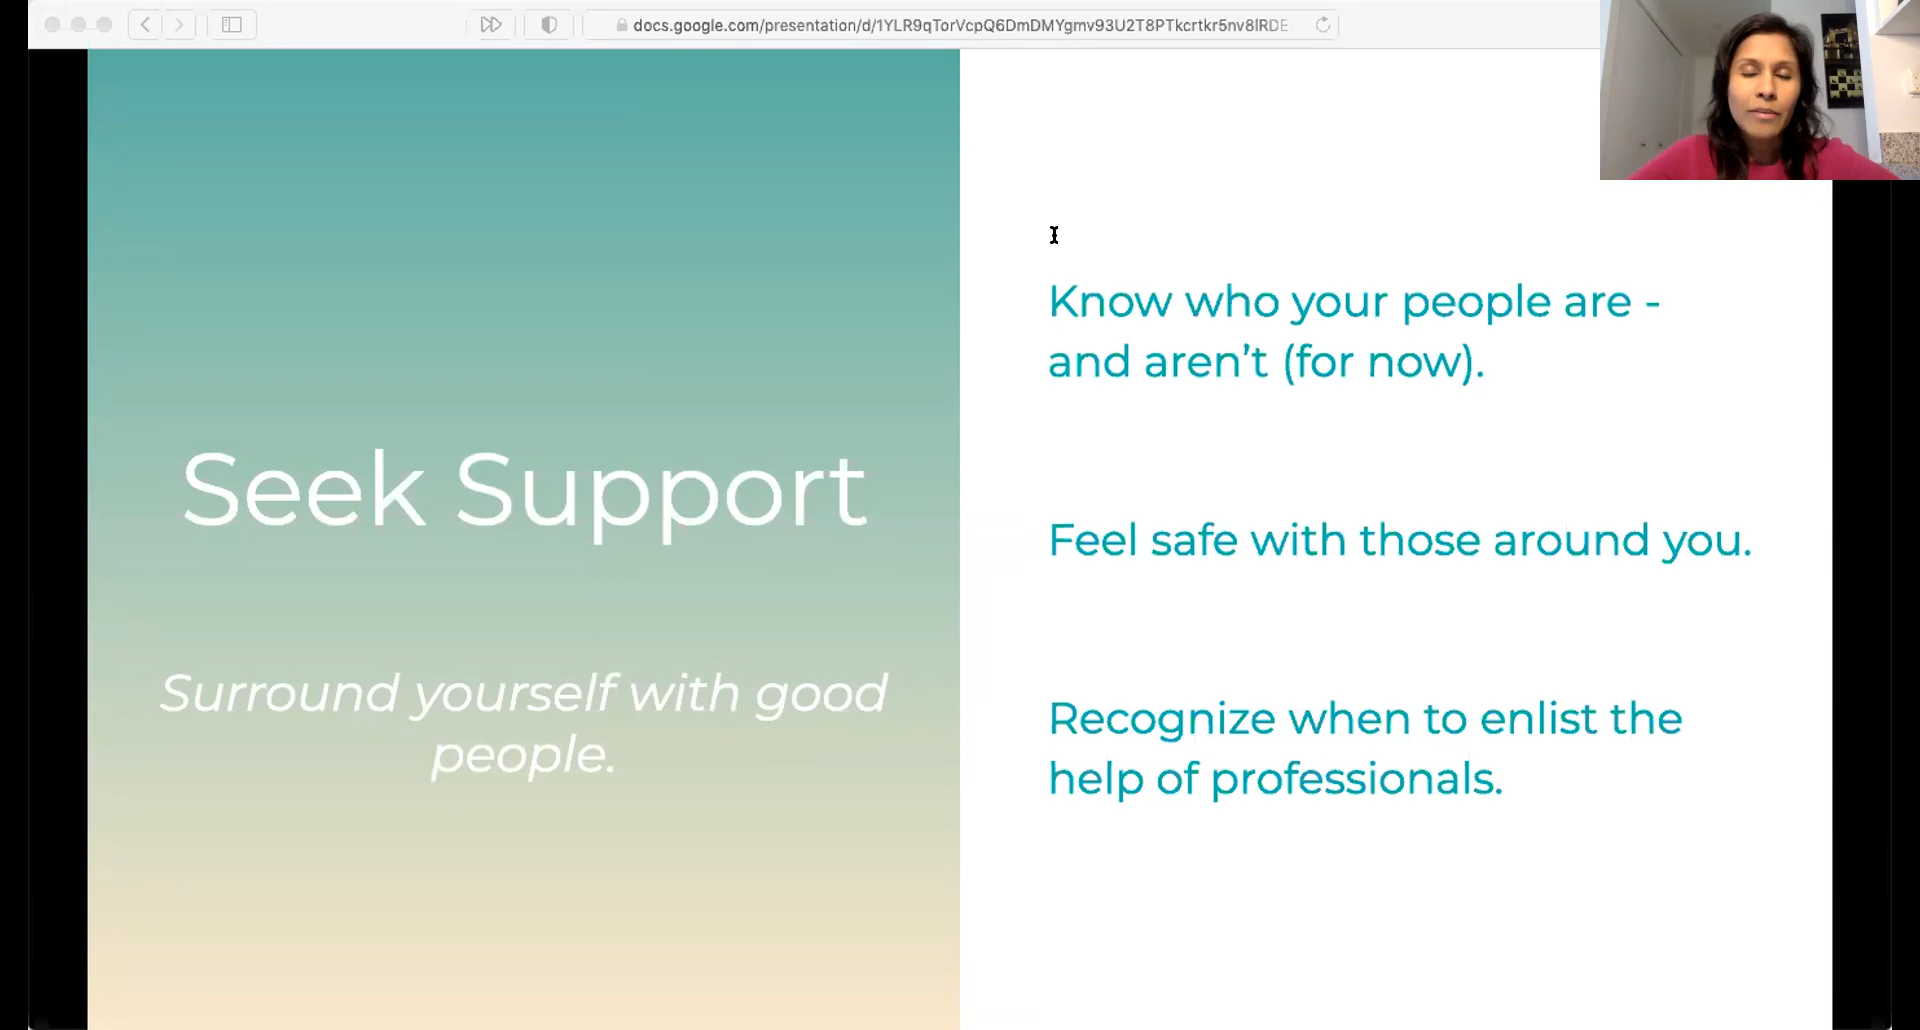 docs.google.com/presentation/d/1YLR9qTorVcpQ6DmDMYgmv93U2T8PTkcrtkr5nv8lRDE
Seek Support
Surround yourself with good
people.
Know who your people are -
and aren’t (for now).
Feel safe with those around you.
Recognize when to enlist the
help of professionals.